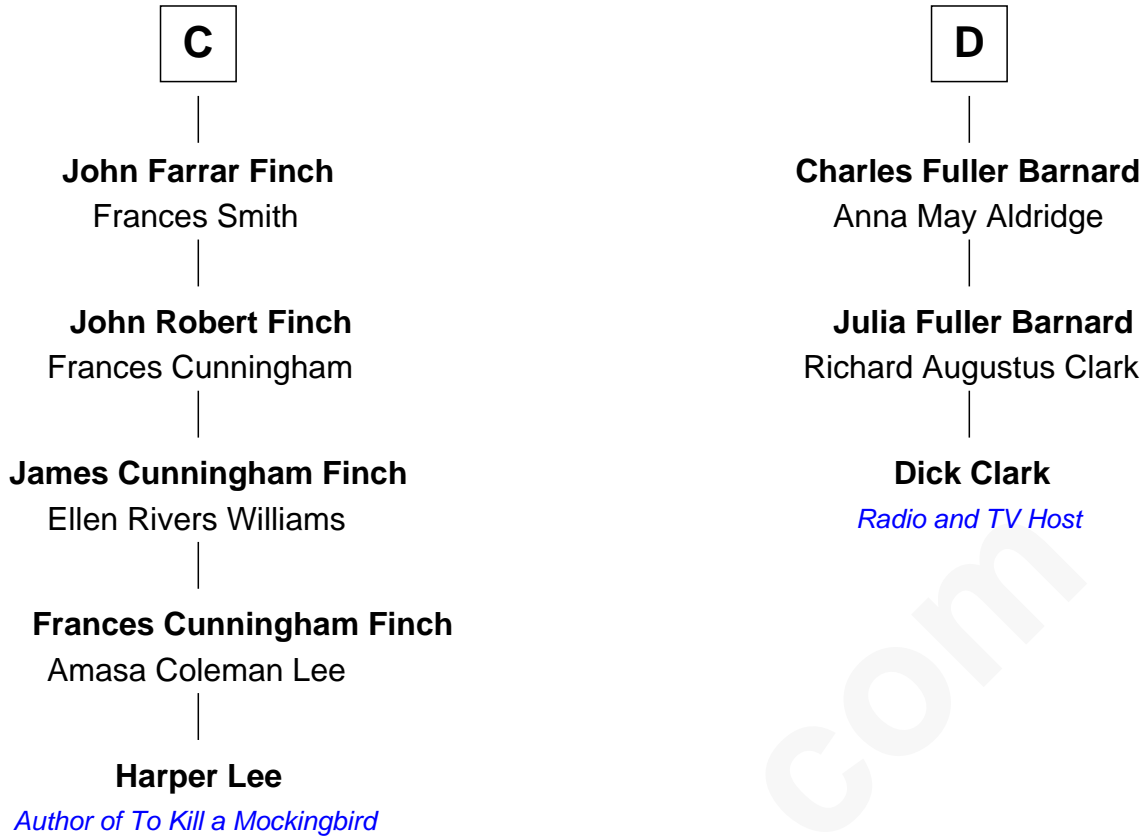 C
John Farrar Finch
Frances Smith
John Robert Finch
Frances Cunningham
James Cunningham Finch
Ellen Rivers Williams
Frances Cunningham Finch
Amasa Coleman Lee
Harper Lee
Author of To Kill a Mockingbird
D
Charles Fuller Barnard
Anna May Aldridge
Julia Fuller Barnard
Richard Augustus Clark
Dick Clark
Radio and TV Host
com